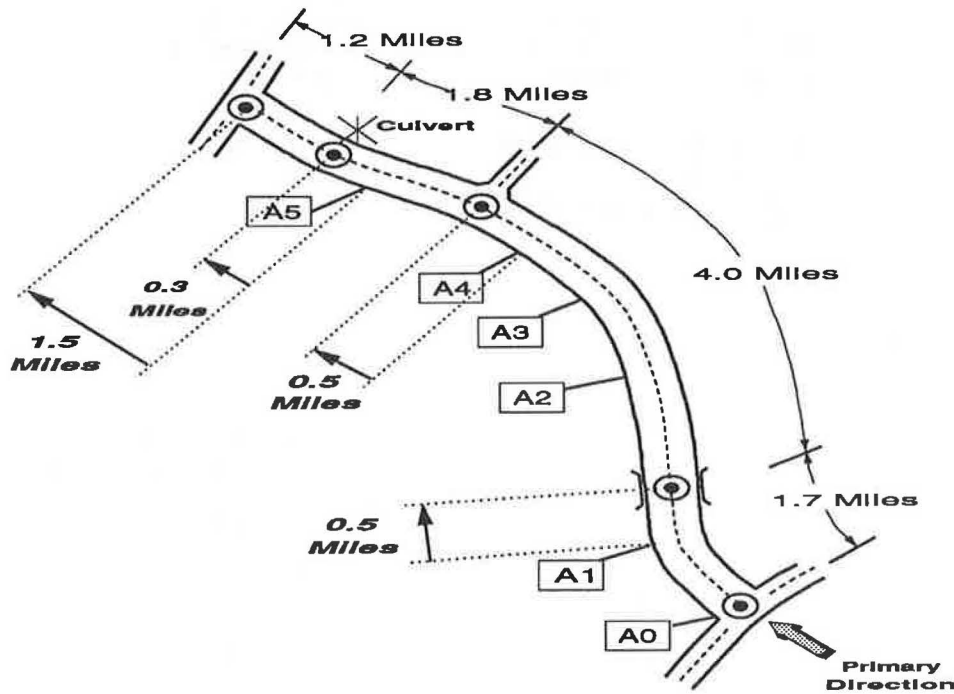 1.2 Miles
1.8 Miles
Culvert
A5
4.0 Miles
0.3
Miles
A4
1.5
Miles
A3
0.5
Miles
A2
1.7 Miles
0.5
Miles
A1
A0
Primary
Direction